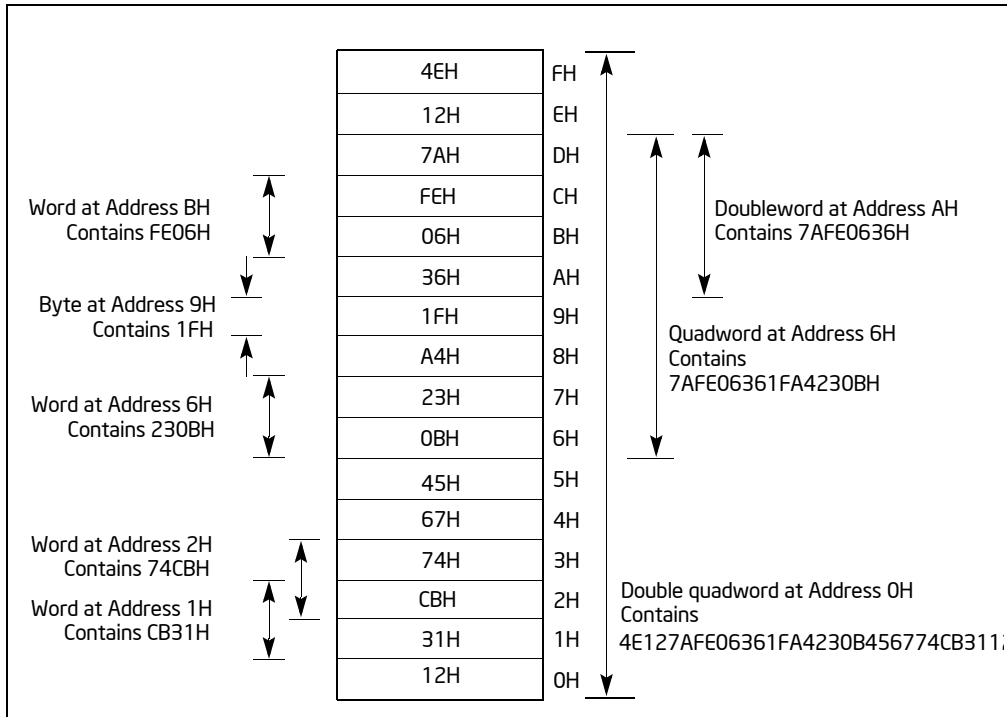 4EH FH
12H EH
7AH DH
FEH CH
06H BH
36H AH
1FH 9H
A4H 8H
23H 7H
0BH 6H
45H 5H
67H 4H
74H 3H
CBH 2H
31H 1H
12H 0H
Word at Address BH
Contains FE06H
Byte at Address 9H
Contains 1FH
Word at Address 6H
Contains 230BH
Word at Address 2H
Contains 74CBH
Word at Address 1H
Contains CB31H
Doubleword at Address AH
Contains 7AFE0636H
Quadword at Address 6H
Contains
7AFE06361FA4230BH
Double quadword at Address 0H
Contains
4E127AFE06361FA4230B456774CB3112